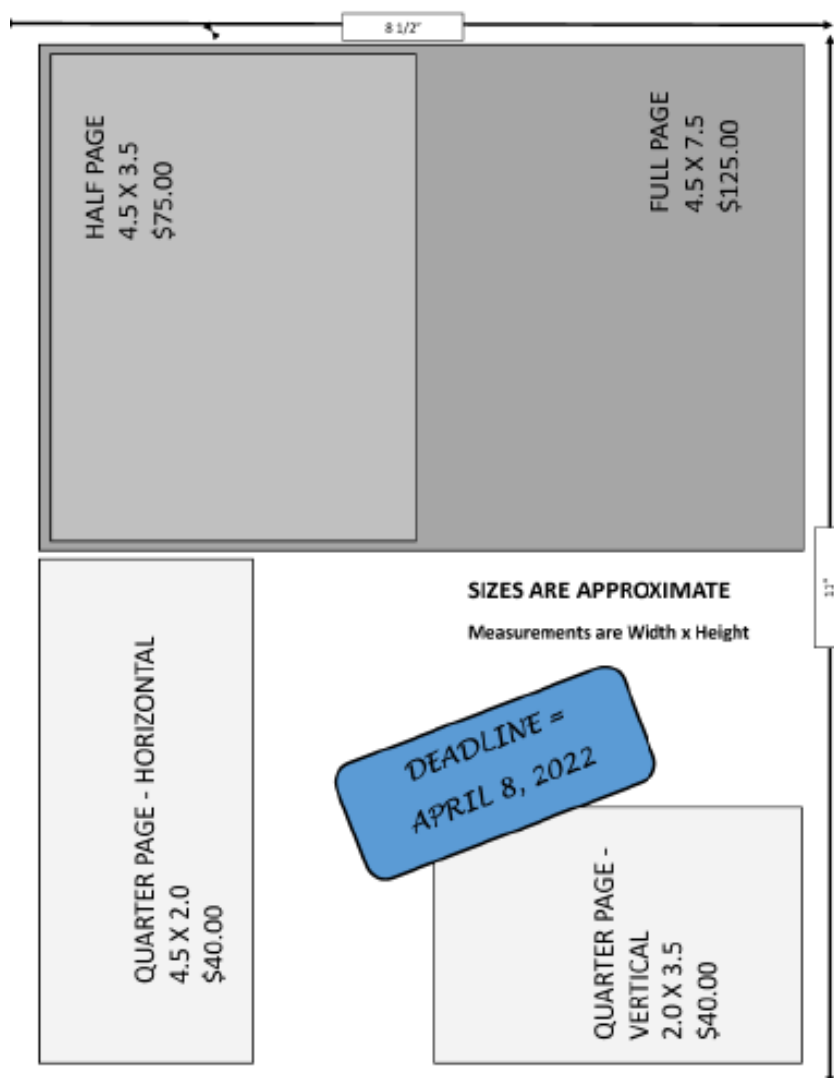 8 1/2"
HALF PAGE
4.5 X 3.5
$75.00
FULL PAGE
4.5 X 7.5
$125.00
11"
SIZES ARE APPROXIMATE
Measurements are Width x Height
QUARTER PAGE - HORIZONTAL
4.5 X 2.0
$40.00
DEADLINE =
APRIL 8, 2022
QUARTER PAGE -
VERTICAL
2.0 X 3.5
$40.00